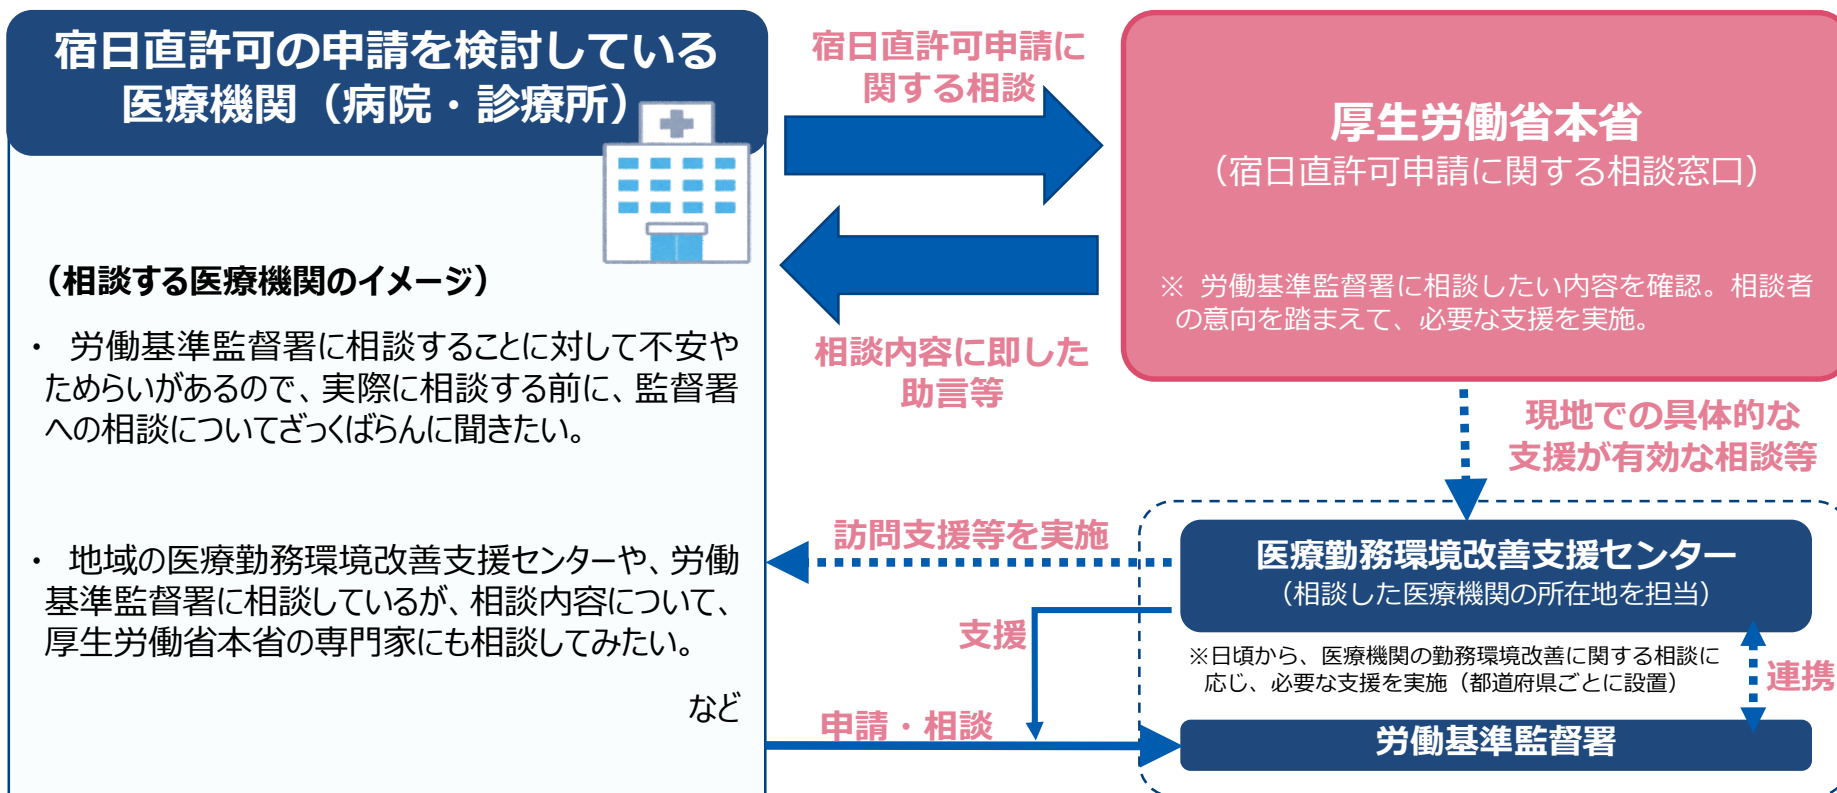 宿日直許可の申請を検討している
医療機関（病院・診療所）
（相談する医療機関のイメージ）
・ 労働基準監督署に相談することに対して不安や
ためらいがあるので、実際に相談する前に、監督署
への相談についてざっくばらんに聞きたい。
・ 地域の医療勤務環境改善支援センターや、労働
基準監督署に相談しているが、相談内容について、
厚生労働省本省の専門家にも相談してみたい。
など
宿日直許可申請に
関する相談
相談内容に即した
助言等
厚生労働省本省
（宿日直許可申請に関する相談窓口）
※ 労働基準監督署に相談したい内容を確認。相談者
の意向を踏まえて、必要な支援を実施。
現地での具体的な
支援が有効な相談等
訪問支援等を実施
医療勤務環境改善支援センター
（相談した医療機関の所在地を担当）
支援
※日頃から、医療機関の勤務環境改善に関する相談に
応じ、必要な支援を実施（都道府県ごとに設置）
連携
申請・相談
労働基準監督署